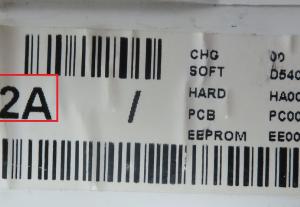 CHG 00
SOFT D540
2A / HARD HA00
PCB PC00
EEPROM EE00